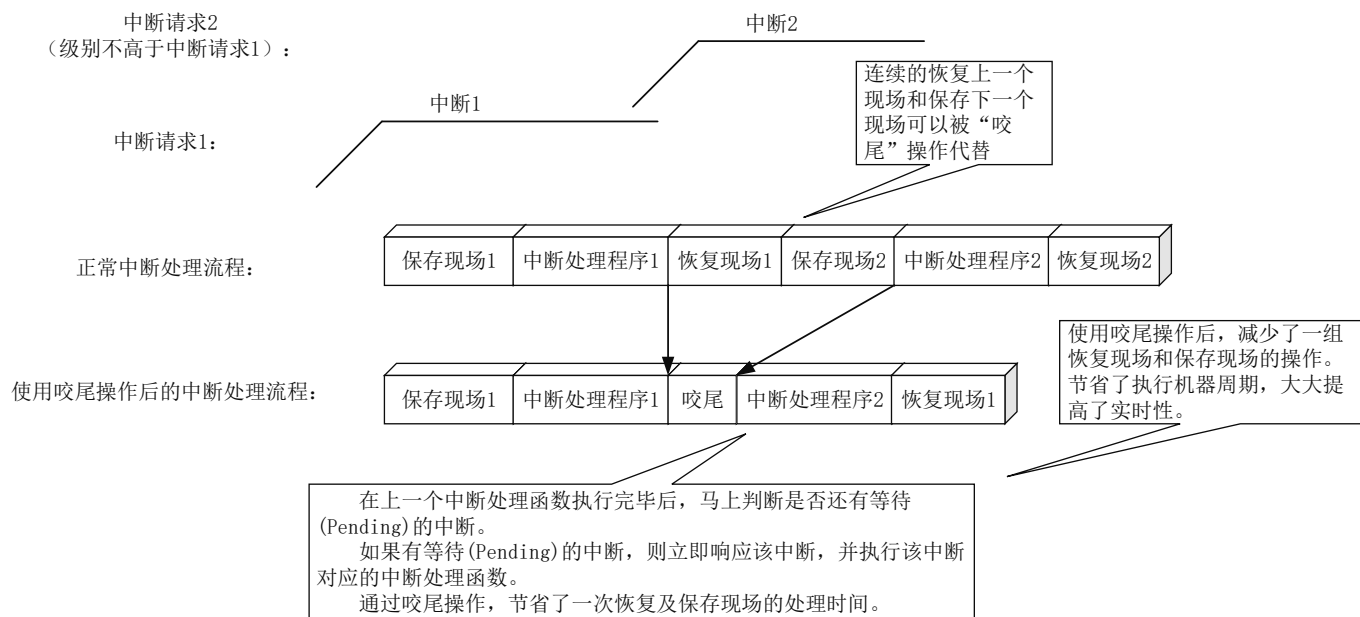 中断请求2
（级别不高于中断请求1）:
中断2
连续的恢复上一个
现场和保存下一个
现场可以被“咬
尾”操作代替
中断1
中断请求1:
正常中断处理流程:
保存现场1
中断处理程序1
恢复现场1
保存现场2
中断处理程序2
恢复现场2
使用咬尾操作后，减少了一组
恢复现场和保存现场的操作。
节省了执行机器周期，大大提
高了实时性。
使用咬尾操作后的中断处理流程:
保存现场1
中断处理程序1
咬尾
中断处理程序2
恢复现场1
在上一个中断处理函数执行完毕后，马上判断是否还有等待
(Pending)的中断。
如果有等待(Pending)的中断，则立即响应该中断，并执行该中断
对应的中断处理函数。
通过咬尾操作，节省了一次恢复及保存现场的处理时间。